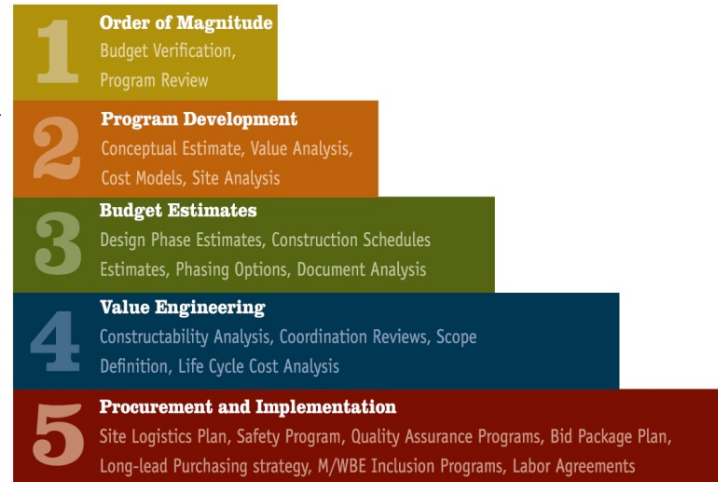 1
Order of Magnitude
Budget Verification,
Program Review
2
Program Development
Conceptual Estimate, Value Analysis,
Cost Models, Site Analysis
3
Budget Estimates
Design Phase Estimates, Construction Schedules
Estimates, Phasing Options, Document Analysis
4
Value Engineering
Constructability Analysis, Coordination Reviews, Scope
Definition, Life Cycle Cost Analysis
5
Procurement and Implementation
Site Logistics Plan, Safety Program, Quality Assurance Programs, Bid Package Plan,
Long-lead Purchasing strategy, M/WBE Inclusion Programs, Labor Agreements